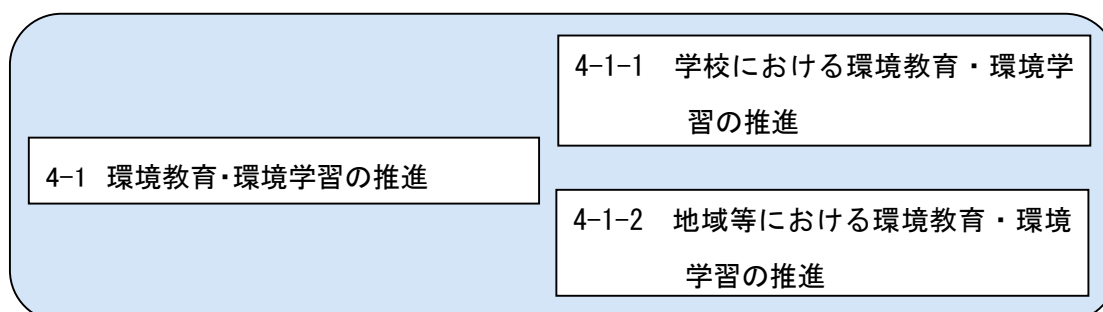 4-1 環境教育・環境学習の推進
4-1-1 学校における環境教育・環境学
習の推進
4-1-2 地域等における環境教育・環境
学習の推進